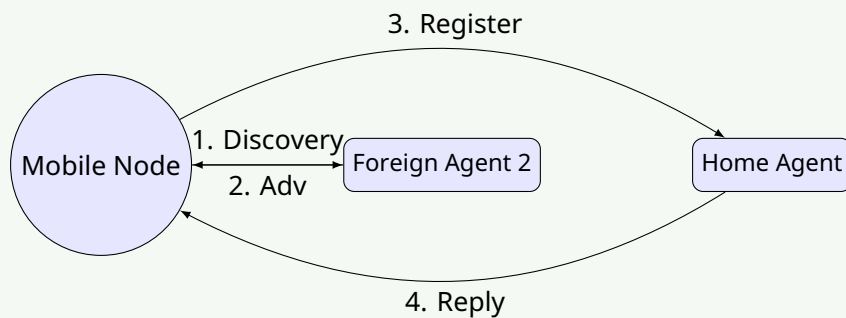 3. Register
1. Discovery
Mobile Node
Foreign Agent 2
Home Agent
2. Adv
4. Reply